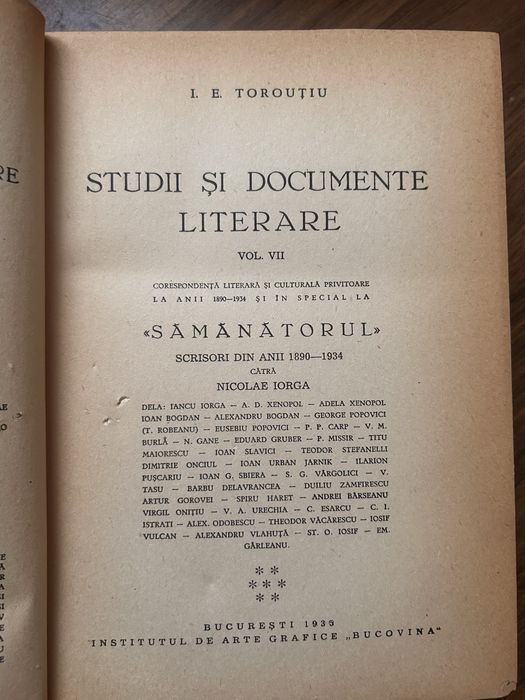 I. E. TOROUȚIU
STUDII ȘI DOCUMENTE
LITERARE
VOL. VII
CORESPONDENȚĂ LITERARĂ ȘI CULTURALĂ PRIVITOARE
LA ANII 1890—1934 ȘI ÎN SPECIAL LA
«SĂMĂNĂTORUL»
SCRISORI DIN ANII 1890—1934
CĂTRĂ
NICOLAE IORGA
DELA: IANCU IORGA — A. D. XENOPOL — ADELA XENOPOL
IOAN BOGDAN — ALEXANDRU BOGDAN — GEORGE POPOVICI
(T. ROBEANU) — EUSEBIU POPOVICI — P. P. CARP — V. M.
BURLĂ — N. GANE — EDUARD GRUBER — P. MISSIR — TITU
MAIORESCU — IOAN SLAVICI — TEODOR STEFANELLI
DIMITRIE ONCIUL — IOAN URBAN JARNIK — ILARION
PUȘCARIU — IOAN G. SBIERA — S. G. VÂRGOLICI — V.
TASU — BARBU DELAVRANCEA — DUILIU ZAMFIRESCU
ARTUR GOROVEI — SPIRU HARET — ANDREI BÂRSEANU
VIRGIL ONIȚIU — V. A. URECHIA — C. ESARCU — C. I.
ISTRATI — ALEX. ODOBESCU — THEODOR VĂCĂRESCU — IOSIF
VULCAN — ALEXANDRU VLAHUȚĂ — ST. O. IOSIF — EM.
GÂRLEANU.
BUCUREȘTI 1936
INSTITUTUL DE ARTE GRAFICE „BUCOVINA"